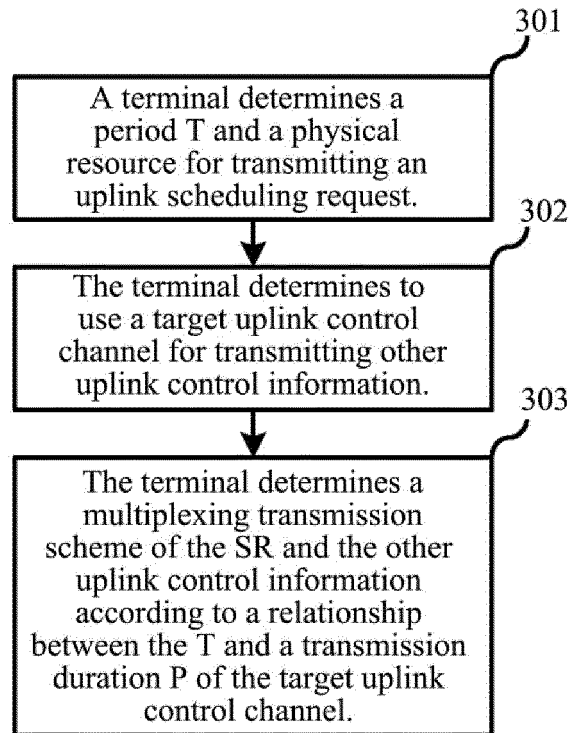 301
A terminal determines a
period T and a physical
resource for transmitting an
uplink scheduling request.
302
The terminal determines to
use a target uplink control
channel for transmitting other
uplink control information.
303
The terminal determines a
multiplexing transmission
scheme of the SR and the other
uplink control information
according to a relationship
between the T and a transmission
duration P of the target uplink
control channel.